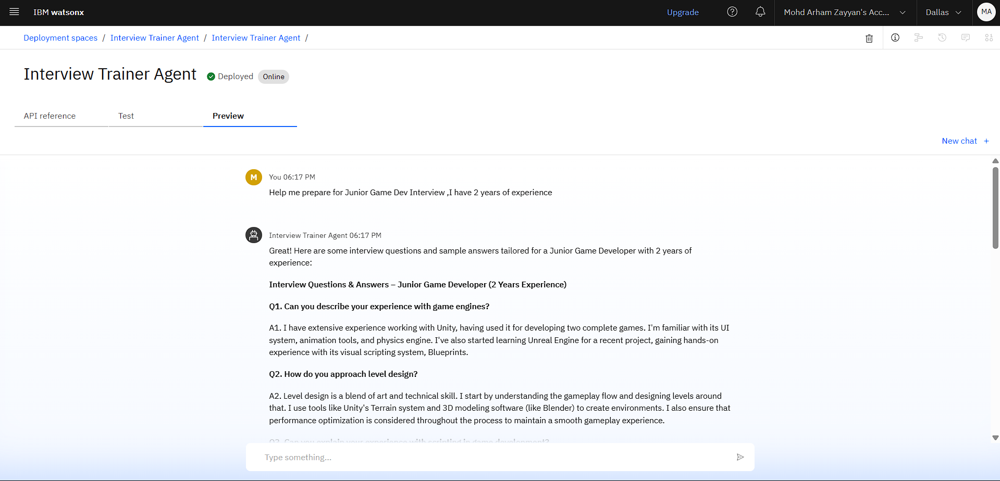 IBM watsonx
Upgrade
Mohd Arham Zayyan's Acc...
Dallas
MA
Deployment spaces / Interview Trainer Agent / Interview Trainer Agent /
Interview Trainer Agent
Deployed
Online
API reference
Test
Preview
New chat +
M
You 06:17 PM
Help me prepare for Junior Game Dev Interview ,I have 2 years of experience
Interview Trainer Agent 06:17 PM
Great! Here are some interview questions and sample answers tailored for a Junior Game Developer with 2 years of
experience:
Interview Questions & Answers – Junior Game Developer (2 Years Experience)
Q1. Can you describe your experience with game engines?
A1. I have extensive experience working with Unity, having used it for developing two complete games. I'm familiar with its UI
system, animation tools, and physics engine. I've also started learning Unreal Engine for a recent project, gaining hands-on
experience with its visual scripting system, Blueprints.
Q2. How do you approach level design?
A2. Level design is a blend of art and technical skill. I start by understanding the gameplay flow and designing levels around
that. I use tools like Unity's Terrain system and 3D modeling software (like Blender) to create environments. I also ensure that
performance optimization is considered throughout the process to maintain a smooth gameplay experience.
Q3. Can you explain your experience with scripting in game development?
Type something...